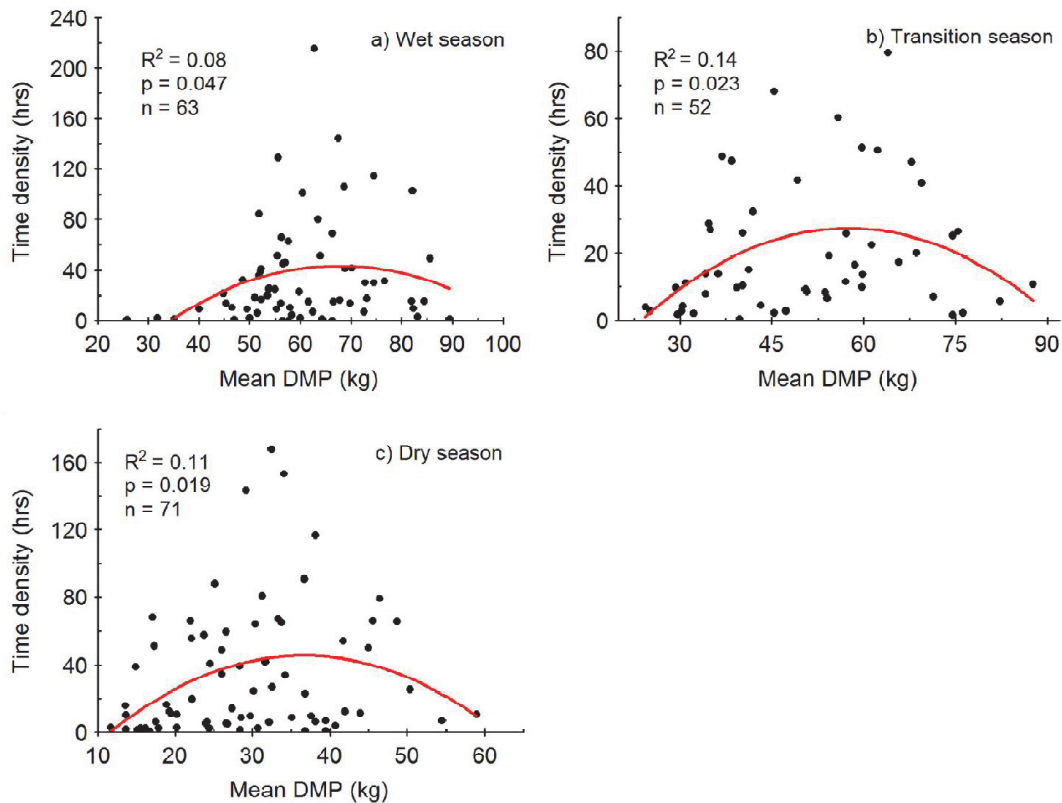 a) Wet season
R² = 0.08
p = 0.047
n = 63
Time density (hrs)
240
200
160
120
80
40
0
20 30 40 50 60 70 80 90 100
Mean DMP (kg)
b) Transition season
R² = 0.14
p = 0.023
n = 52
Time density (hrs)
80
60
40
20
0
30 45 60 75 90
Mean DMP (kg)
c) Dry season
R² = 0.11
p = 0.019
n = 71
Time density (hrs)
160
120
80
40
0
10 20 30 40 50 60
Mean DMP (kg)